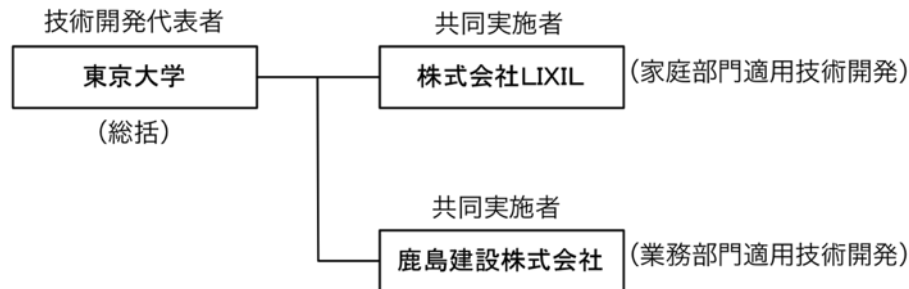 技術開発代表者
東京大学
(総括)
共同実施者
株式会社LIXIL
(家庭部門適用技術開発)
共同実施者
鹿島建設株式会社
(業務部門適用技術開発)